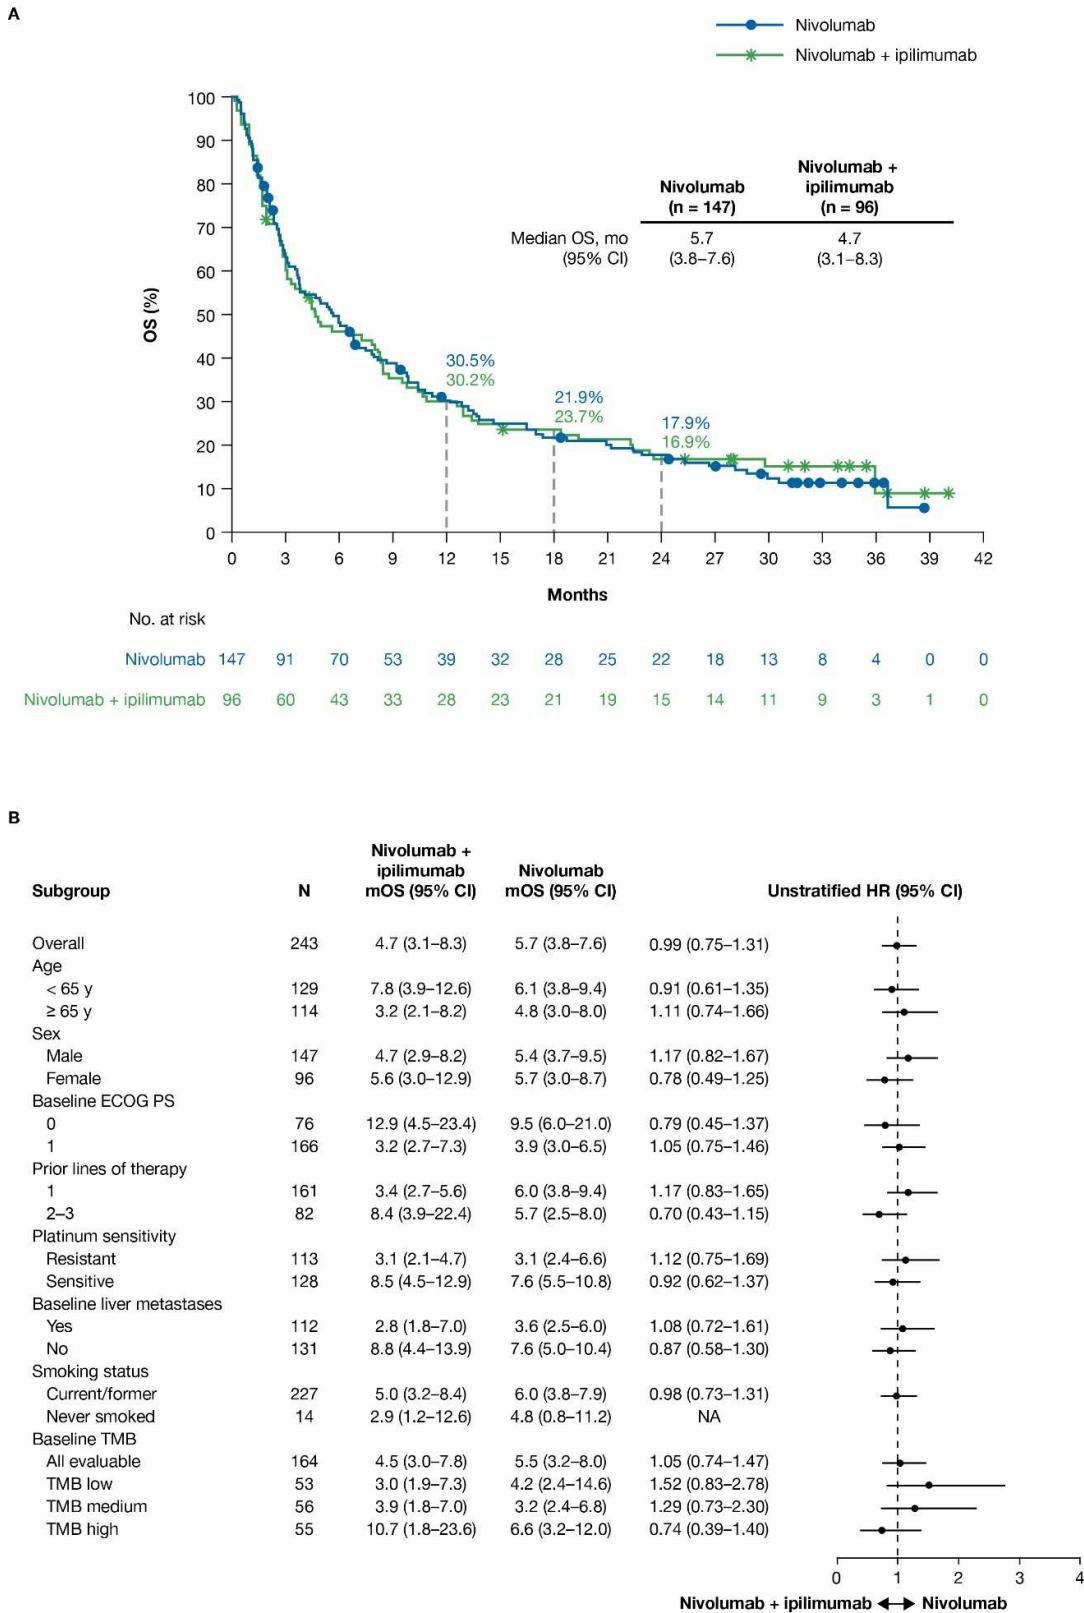 A
Nivolumab
Nivolumab + ipilimumab
100
90
80
70
60
50
40
30
20
10
0
OS (%)
Nivolumab (n = 147)
Nivolumab + ipilimumab (n = 96)
Median OS, mo (95% CI)
5.7 (3.8–7.6)
4.7 (3.1–8.3)
30.5%
30.2%
21.9%
23.7%
17.9%
16.9%
0 3 6 9 12 15 18 21 24 27 30 33 36 39 42
Months
No. at risk
Nivolumab 147 91 70 53 39 32 28 25 22 18 13 8 4 0 0
Nivolumab + ipilimumab 96 60 43 33 28 23 21 19 15 14 11 9 3 1 0
B
Subgroup N Nivolumab + ipilimumab mOS (95% CI) Nivolumab mOS (95% CI) Unstratified HR (95% CI)
Overall 243 4.7 (3.1–8.3) 5.7 (3.8–7.6) 0.99 (0.75–1.31)
Age
< 65 y 129 7.8 (3.9–12.6) 6.1 (3.8–9.4) 0.91 (0.61–1.35)
≥ 65 y 114 3.2 (2.1–8.2) 4.8 (3.0–8.0) 1.11 (0.74–1.66)
Sex
Male 147 4.7 (2.9–8.2) 5.4 (3.7–9.5) 1.17 (0.82–1.67)
Female 96 5.6 (3.0–12.9) 5.7 (3.0–8.7) 0.78 (0.49–1.25)
Baseline ECOG PS
0 76 12.9 (4.5–23.4) 9.5 (6.0–21.0) 0.79 (0.45–1.37)
1 166 3.2 (2.7–7.3) 3.9 (3.0–6.5) 1.05 (0.75–1.46)
Prior lines of therapy
1 161 3.4 (2.7–5.6) 6.0 (3.8–9.4) 1.17 (0.83–1.65)
2–3 82 8.4 (3.9–22.4) 5.7 (2.5–8.0) 0.70 (0.43–1.15)
Platinum sensitivity
Resistant 113 3.1 (2.1–4.7) 3.1 (2.4–6.6) 1.12 (0.75–1.69)
Sensitive 128 8.5 (4.5–12.9) 7.6 (5.5–10.8) 0.92 (0.62–1.37)
Baseline liver metastases
Yes 112 2.8 (1.8–7.0) 3.6 (2.5–6.0) 1.08 (0.72–1.61)
No 131 8.8 (4.4–13.9) 7.6 (5.0–10.4) 0.87 (0.58–1.30)
Smoking status
Current/former 227 5.0 (3.2–8.4) 6.0 (3.8–7.9) 0.98 (0.73–1.31)
Never smoked 14 2.9 (1.2–12.6) 4.8 (0.8–11.2) NA
Baseline TMB
All evaluable 164 4.5 (3.0–7.8) 5.5 (3.2–8.0) 1.05 (0.74–1.47)
TMB low 53 3.0 (1.9–7.3) 4.2 (2.4–14.6) 1.52 (0.83–2.78)
TMB medium 56 3.9 (1.8–7.0) 3.2 (2.4–6.8) 1.29 (0.73–2.30)
TMB high 55 10.7 (1.8–23.6) 6.6 (3.2–12.0) 0.74 (0.39–1.40)
0 1 2 3 4
Nivolumab + ipilimumab ◄► Nivolumab